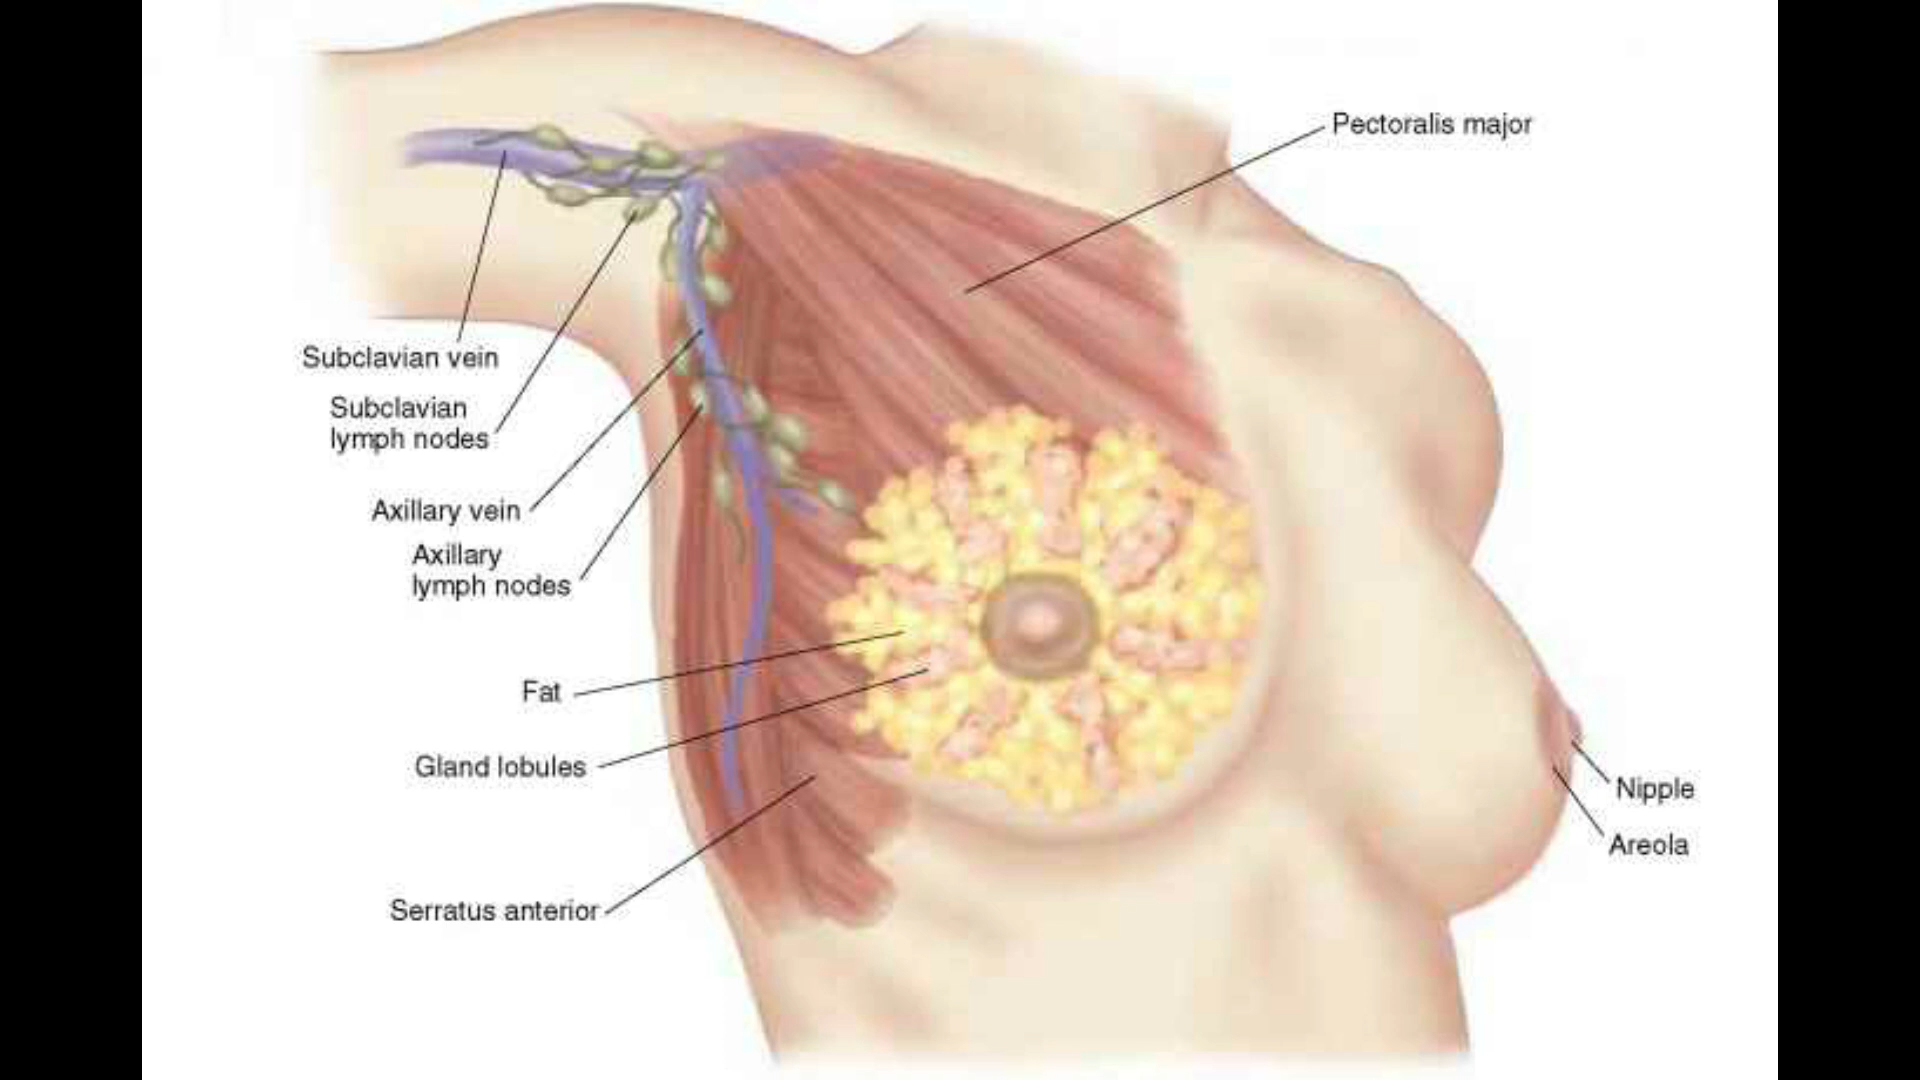 Pectoralis major
Subclavian vein
Subclavian
lymph nodes
Axillary vein
Axillary
lymph nodes
Fat
Gland lobules
Serratus anterior
Nipple
Areola